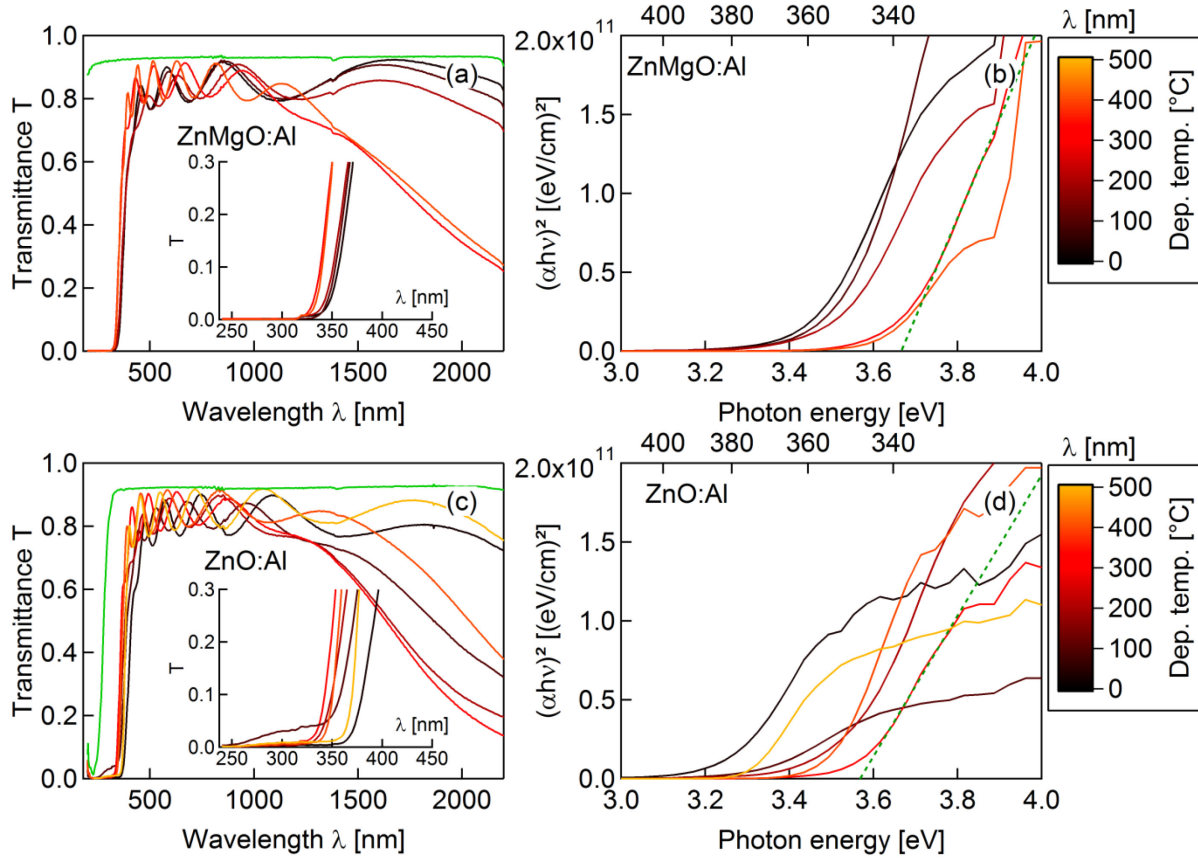 400 380 360 340 λ [nm]
1.0 2.0x10¹¹
ZnMgO:Al
(a) (b)
0.8
0.6
0.4
0.2
0.0
Transmittance T
ZnMgO:Al
0.3
0.2
0.1
0.0
T
λ [nm]
250 300 350 400 450
500 1000 1500 2000
Wavelength λ [nm]
1.5
1.0
0.5
0.0
(αhν)² [(eV/cm)²]
3.0 3.2 3.4 3.6 3.8 4.0
Photon energy [eV]
500
400
300
200
100
0
Dep. temp. [°C]
400 380 360 340 λ [nm]
1.0 2.0x10¹¹
ZnO:Al
(c) (d)
0.8
0.6
0.4
0.2
0.0
Transmittance T
ZnO:Al
0.3
0.2
0.1
0.0
T
λ [nm]
250 300 350 400 450
500 1000 1500 2000
Wavelength λ [nm]
1.5
1.0
0.5
0.0
(αhν)² [(eV/cm)²]
3.0 3.2 3.4 3.6 3.8 4.0
Photon energy [eV]
500
400
300
200
100
0
Dep. temp. [°C]